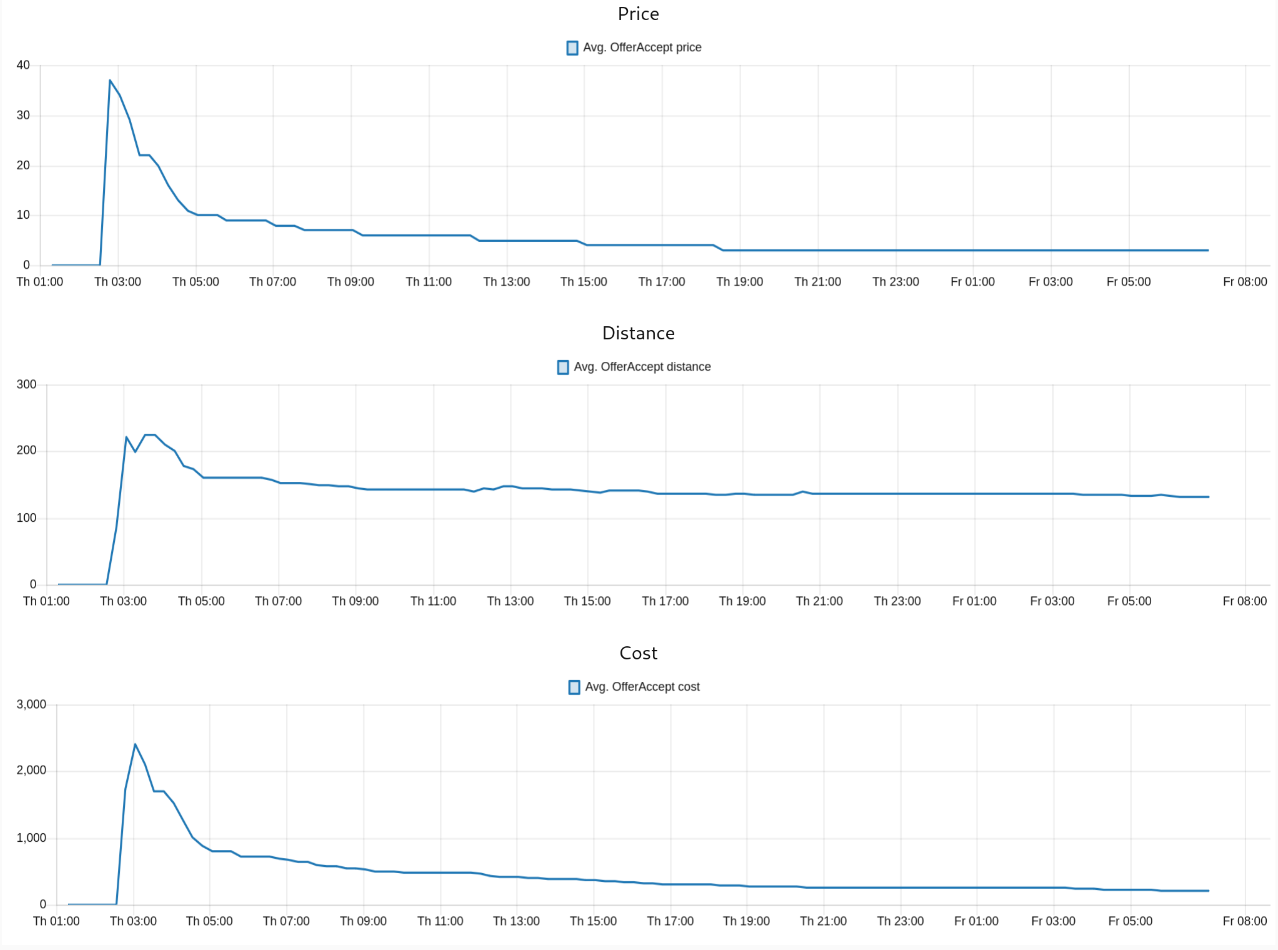 Price
Avg. OfferAccept price
40
30
20
10
0
Th 01:00 Th 03:00 Th 05:00 Th 07:00 Th 09:00 Th 11:00 Th 13:00 Th 15:00 Th 17:00 Th 19:00 Th 21:00 Th 23:00 Fr 01:00 Fr 03:00 Fr 05:00 Fr 08:00
Distance
Avg. OfferAccept distance
300
200
100
0
Th 01:00 Th 03:00 Th 05:00 Th 07:00 Th 09:00 Th 11:00 Th 13:00 Th 15:00 Th 17:00 Th 19:00 Th 21:00 Th 23:00 Fr 01:00 Fr 03:00 Fr 05:00 Fr 08:00
Cost
Avg. OfferAccept cost
3,000
2,000
1,000
0
Th 01:00 Th 03:00 Th 05:00 Th 07:00 Th 09:00 Th 11:00 Th 13:00 Th 15:00 Th 17:00 Th 19:00 Th 21:00 Th 23:00 Fr 01:00 Fr 03:00 Fr 05:00 Fr 08:00